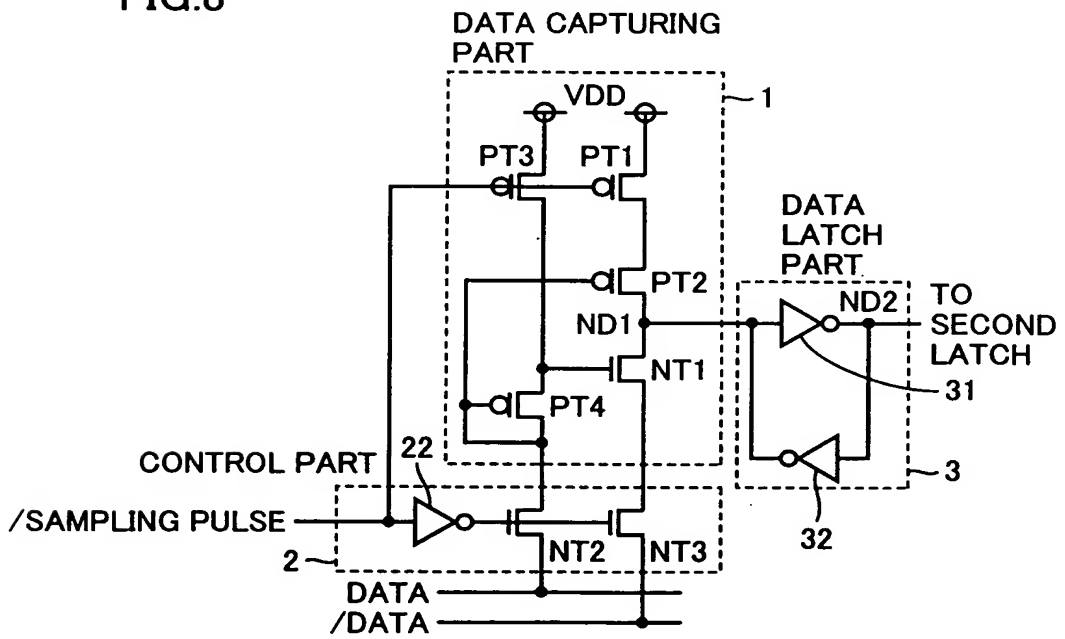 FIG.8
DATA CAPTURING
PART
VDD
1
PT3
PT1
DATA
LATCH
PART
PT2
ND1
ND2
TO
SECOND
LATCH
NT1
31
PT4
22
CONTROL PART
3
/SAMPLING PULSE
32
2
NT2
NT3
DATA
/DATA